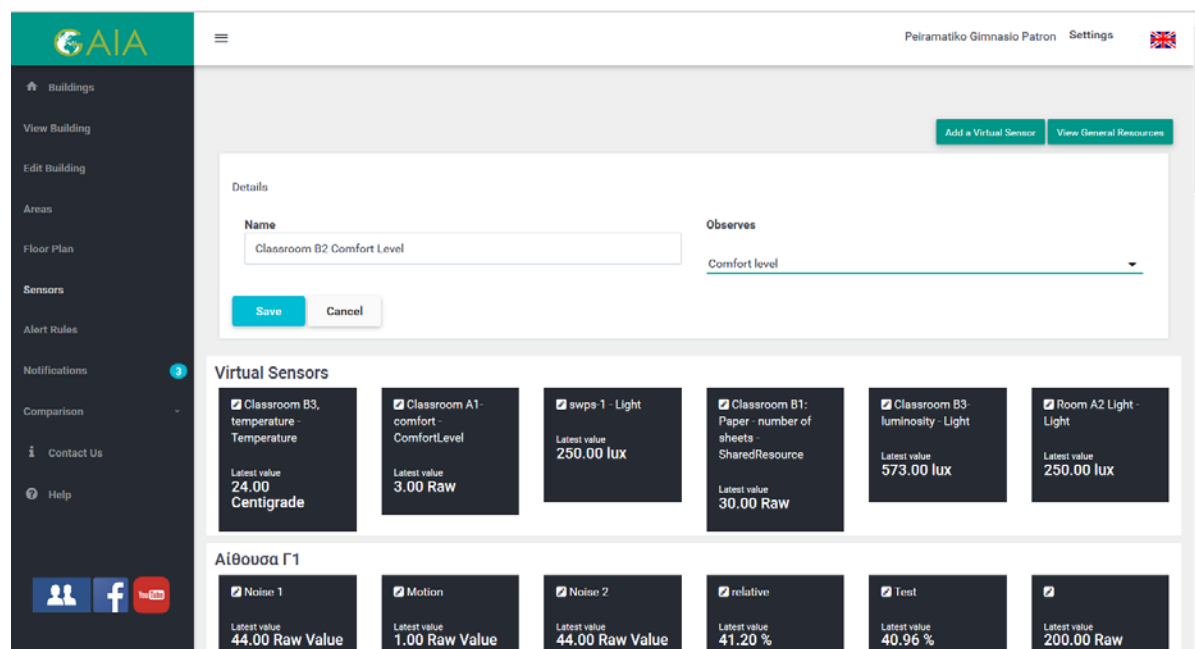 GAIA
Peiramatiko Gimnasio Patron Settings
Buildings
View Building
Edit Building
Areas
Floor Plan
Sensors
Alert Rules
Notifications 3
Comparison
Contact Us
Help
You Tube
Add a Virtual Sensor View General Resources
Details
Name Observes
Classroom B2 Comfort Level
Comfort level
Save Cancel
Virtual Sensors
Classroom B3,
temperature -
Temperature
Latest value
24.00
Centigrade
Classroom A1-
comfort -
ComfortLevel
Latest value
3.00 Raw
swps-1 - Light
Latest value
250.00 lux
Classroom B1:
Paper - number of
sheets -
SharedResource
Latest value
30.00 Raw
Classroom B3-
luminosity - Light
Latest value
573.00 lux
Room A2 Light -
Light
Latest value
250.00 lux
Αίθουσα Γ1
Noise 1
Latest value
44.00 Raw Value
Motion
Latest value
1.00 Raw Value
Noise 2
Latest value
44.00 Raw Value
relative
Latest value
41.20 %
Test
Latest value
40.96 %
Latest value
200.00 Raw